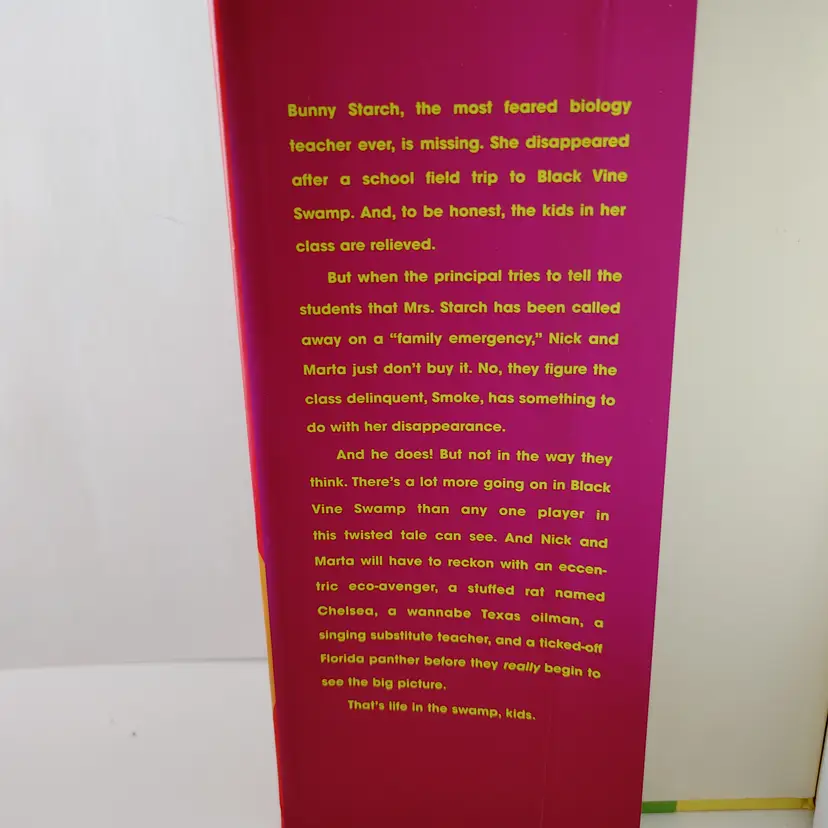 Bunny Starch, the most feared biology
teacher ever, is missing. She disappeared
after a school field trip to Black Vine
Swamp. And, to be honest, the kids in her
class are relieved.
But when the principal tries to tell the
students that Mrs. Starch has been called
away on a “family emergency,” Nick and
Marta just don’t buy it. No, they figure the
class delinquent, Smoke, has something to
do with her disappearance.
And he does! But not in the way they
think. There’s a lot more going on in Black
Vine Swamp than any one player in
this twisted tale can see. And Nick and
Marta will have to reckon with an eccen-
tric eco-avenger, a stuffed rat named
Chelsea, a wannabe Texas oilman, a
singing substitute teacher, and a ticked-off
Florida panther before they really begin to
see the big picture.
That’s life in the swamp, kids.